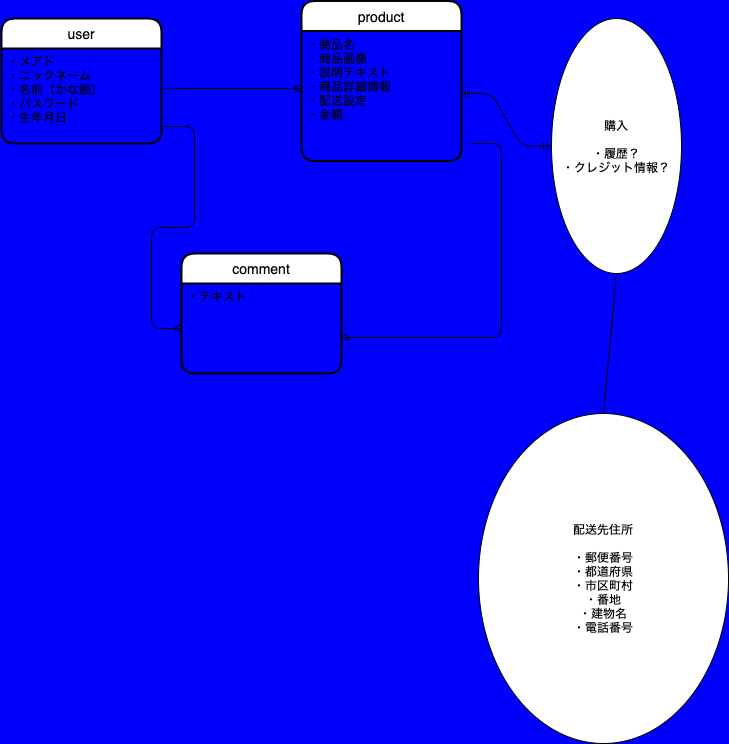 user
・メアド
・ニックネーム
・名前（かな読）
・パスワード
・生年月日
product
・商品名
・商品画像
・説明テキスト
・商品詳細情報
・配送設定
・金額
購入
・履歴？
・クレジット情報？
comment
・テキスト
配送先住所
・郵便番号
・都道府県
・市区町村
・番地
・建物名
・電話番号